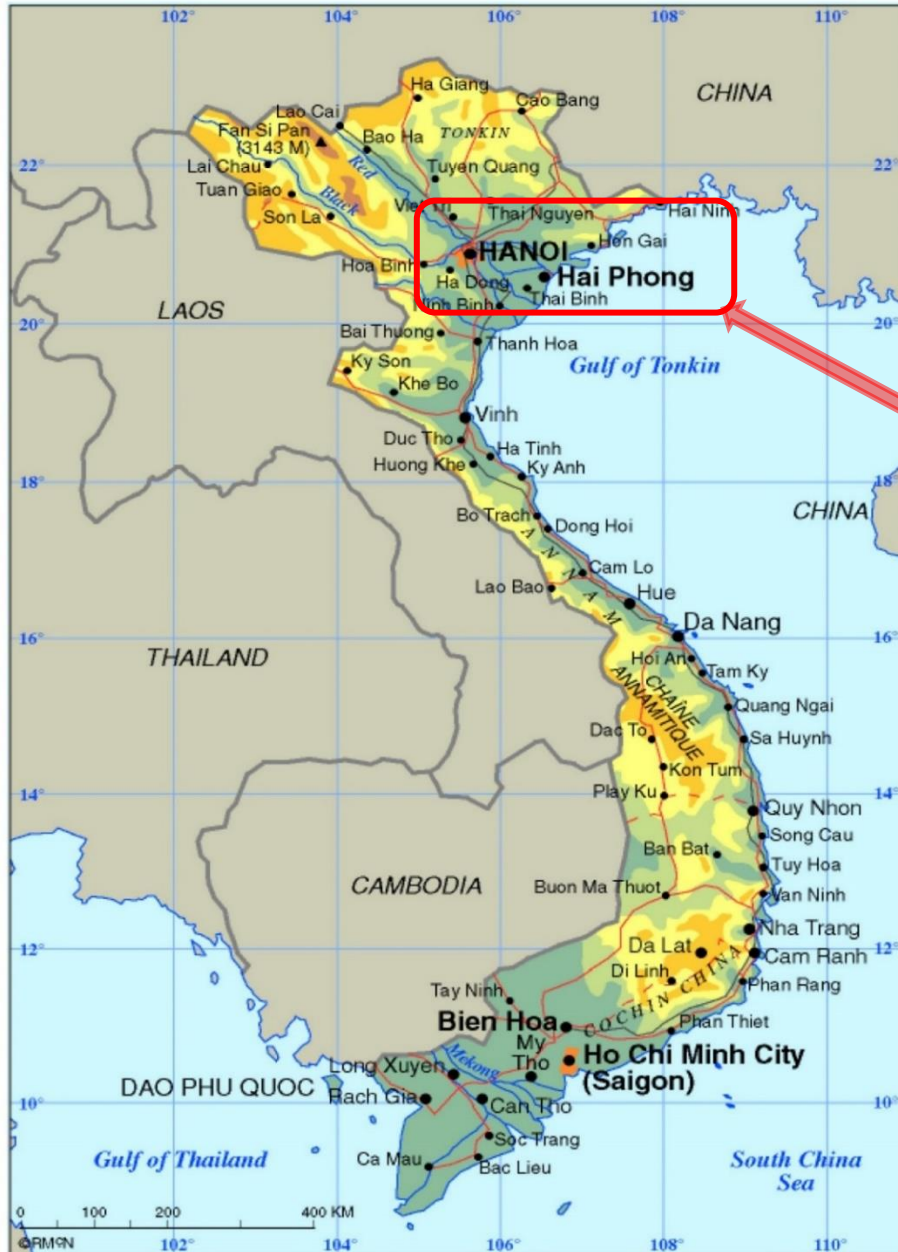 102°
104°
106°
108°
110°
Ha Giang
Cao Bang
CHINA
Lao Cai
Fan Si Pan
(3143 M)
Bao Ha
TONKIN
22°
22°
Red
Lai Chau
Tuyen Quang
Tuan Giao
Black
Son La
Thai Nguyen
Hai Ninh
HANOI
Hon Gai
Hoa Binh
Ha Dong
Hai Phong
Thai Binh
Ninh Binh
LAOS
20°
20°
Bai Thuong
Thanh Hoa
Ky Son
Gulf of Tonkin
Khe Bo
Vinh
Duc Tho
Ha Tinh
Huong Khe
Ky Anh
18°
18°
Bo Trach
Dong Hoi
CHINA
ANNAM
Cam Lo
Lao Bao
Hue
Da Nang
16°
16°
THAILAND
Hoi An
Tam Ky
CHAÎNE
ANNAMITIQUE
Quang Ngai
Dac To
Sa Huynh
Kon Tum
Play Ku
14°
14°
Quy Nhon
Song Cau
Ban Bat
Tuy Hoa
CAMBODIA
Buon Ma Thuot
Van Ninh
Nha Trang
12°
12°
Da Lat
Cam Ranh
Di Linh
Phan Rang
Tay Ninh
COCHIN CHINA
Bien Hoa
Phan Thiet
My
Tho
Ho Chi Minh City
(Saigon)
Long Xuyen
Mekong
DAO PHU QUOC
Rach Gia
Can Tho
10°
10°
Soc Trang
Gulf of Thailand
Ca Mau
Bac Lieu
South China
Sea
0
100
200
400 KM
102°
104°
106°
108°
110°